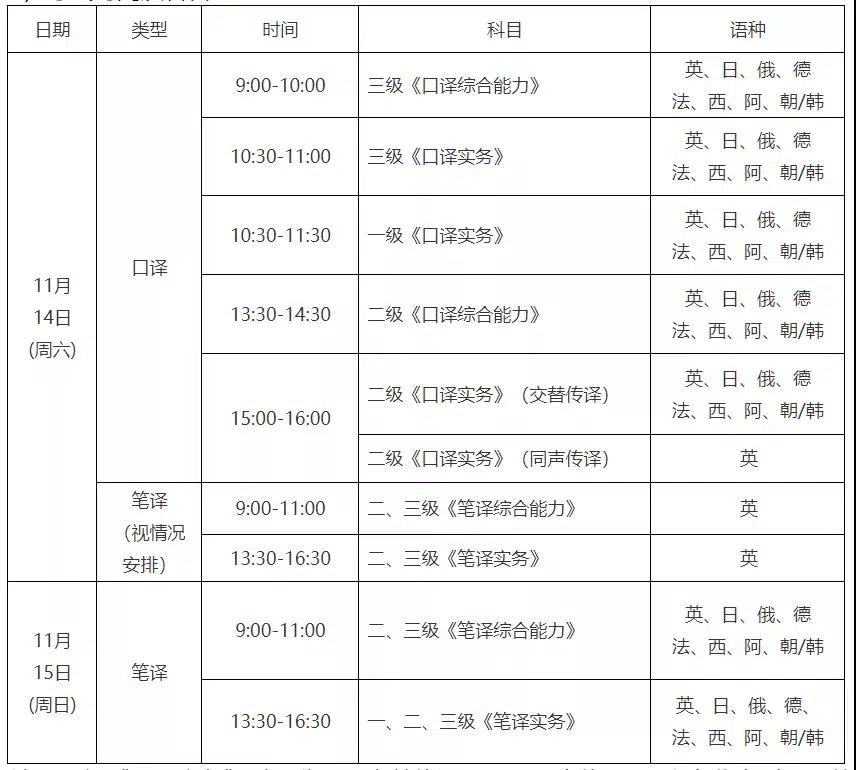 日期 类型 时间 科目 语种
11月
14日
(周六)
口译
9:00-10:00 三级《口译综合能力》
英、日、俄、德
法、西、阿、朝/韩
10:30-11:00 三级《口译实务》
英、日、俄、德
法、西、阿、朝/韩
10:30-11:30 一级《口译实务》
英、日、俄、德
法、西、阿、朝/韩
13:30-14:30 二级《口译综合能力》
英、日、俄、德
法、西、阿、朝/韩
15:00-16:00
二级《口译实务》（交替传译）
英、日、俄、德
法、西、阿、朝/韩
二级《口译实务》（同声传译） 英
笔译
（视情况
安排）
9:00-11:00 二、三级《笔译综合能力》 英
13:30-16:30 二、三级《笔译实务》 英
11月
15日
(周日)
笔译
9:00-11:00 二、三级《笔译综合能力》
英、日、俄、德
法、西、阿、朝/韩
13:30-16:30 一、二、三级《笔译实务》
英、日、俄、德、
法、西、阿、朝/韩